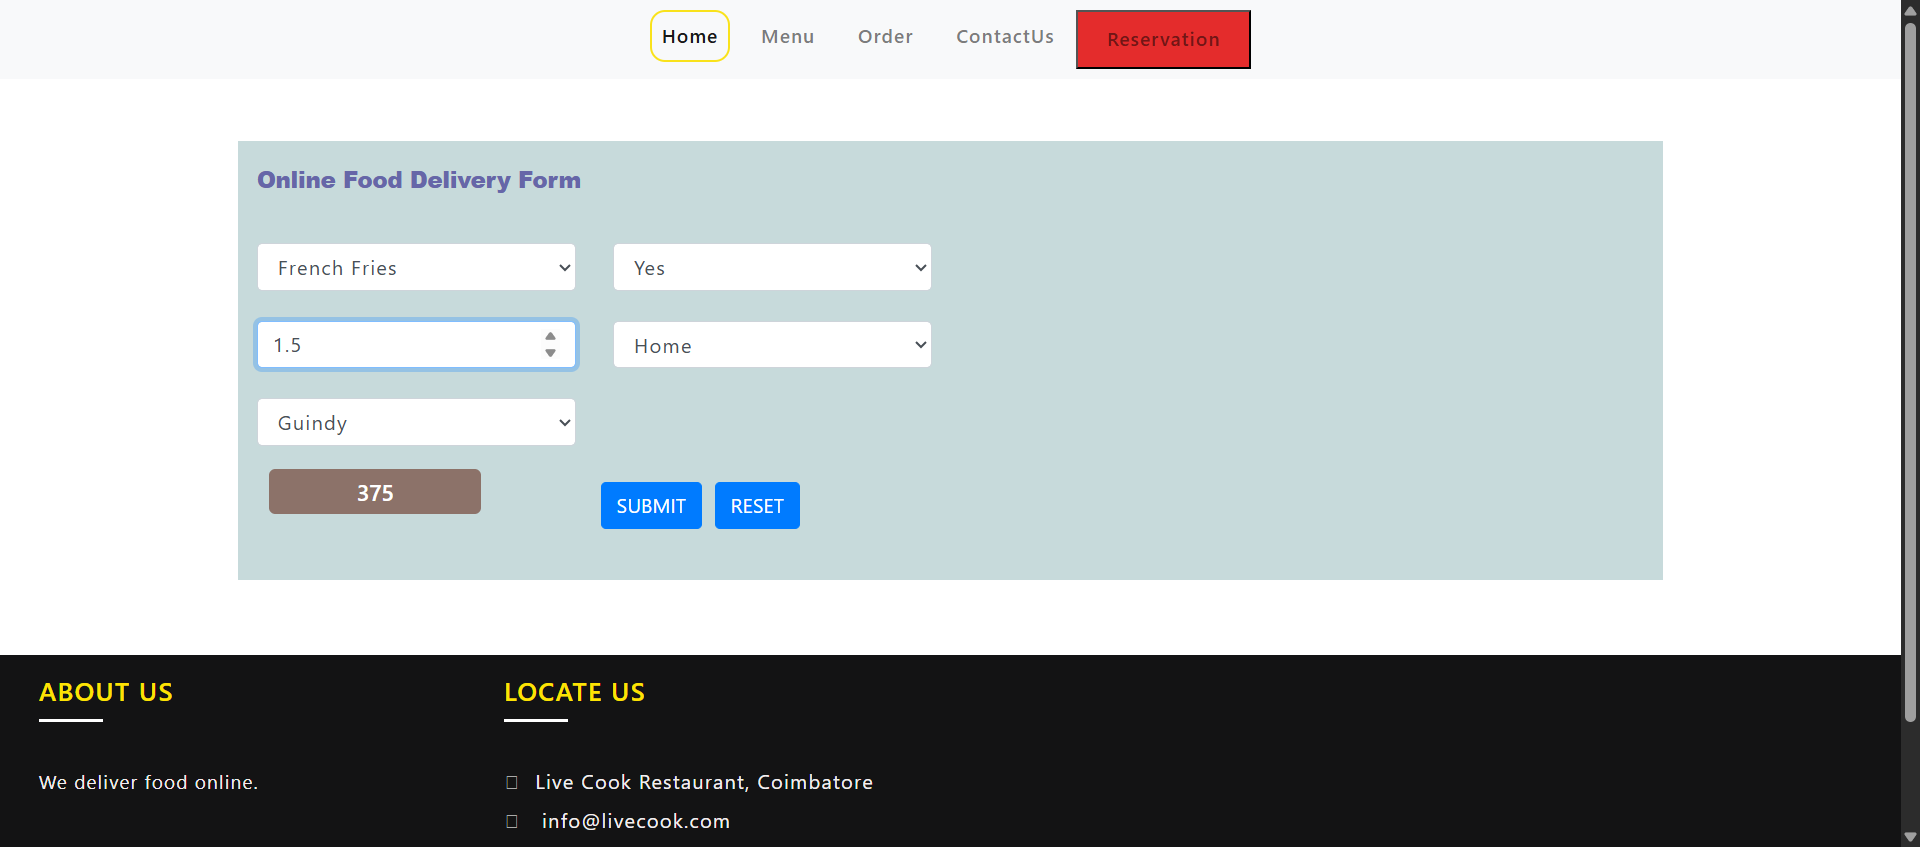 Home Menu Order ContactUs Reservation
Online Food Delivery Form
French Fries Yes
1.5 Home
Guindy
375 SUBMIT RESET
ABOUT US LOCATE US
We deliver food online. Live Cook Restaurant, Coimbatore
info@livecook.com